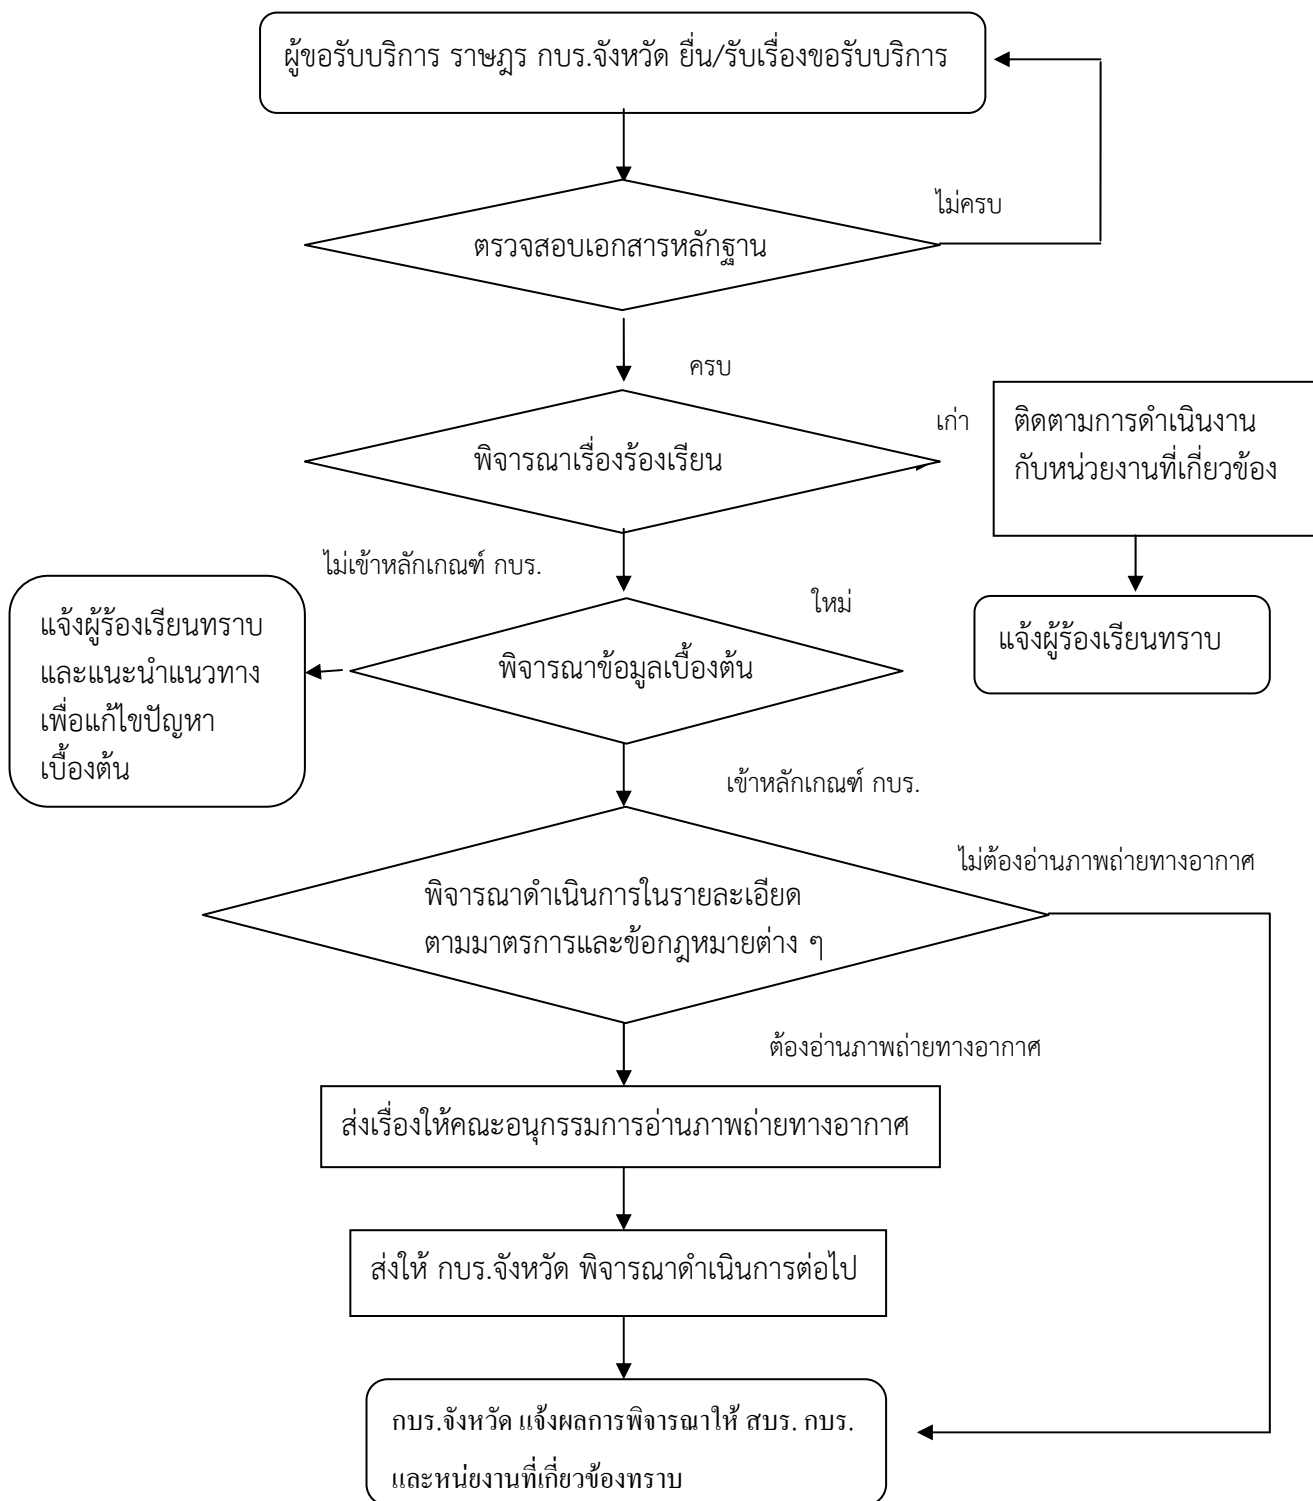 ผู้ขอรับบริการ ราษฎร กบร.จังหวัด ยื่น/รับเรื่องขอรับบริการ
ไม่ครบ
ตรวจสอบเอกสารหลักฐาน
ครบ
เก่า
ติดตามการดำเนินงาน
กับหน่วยงานที่เกี่ยวข้อง
พิจารณาเรื่องร้องเรียน
ไม่เข้าหลักเกณฑ์ กบร.
ใหม่
แจ้งผู้ร้องเรียนทราบ
และแนะนำแนวทาง
เพื่อแก้ไขปัญหา
เบื้องต้น
พิจารณาข้อมูลเบื้องต้น
แจ้งผู้ร้องเรียนทราบ
เข้าหลักเกณฑ์ กบร.
ไม่ต้องอ่านภาพถ่ายทางอากาศ
พิจารณาดำเนินการในรายละเอียด
ตามมาตรการและข้อกฎหมายต่าง ๆ
ต้องอ่านภาพถ่ายทางอากาศ
ส่งเรื่องให้คณะอนุกรรมการอ่านภาพถ่ายทางอากาศ
ส่งให้ กบร.จังหวัด พิจารณาดำเนินการต่อไป
กบร.จังหวัด แจ้งผลการพิจารณาให้ สบร. กบร.
และหน่ยงานที่เกี่ยวข้องทราบ